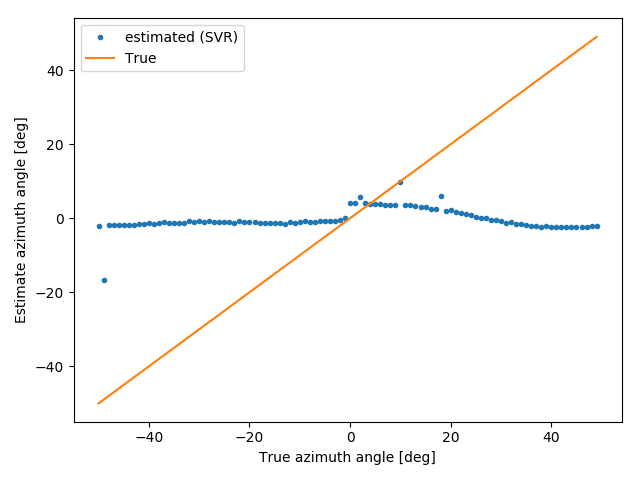 estimated (SVR)
True
Estimate azimuth angle [deg]
40
20
0
−20
−40
−40 −20 0 20 40
True azimuth angle [deg]